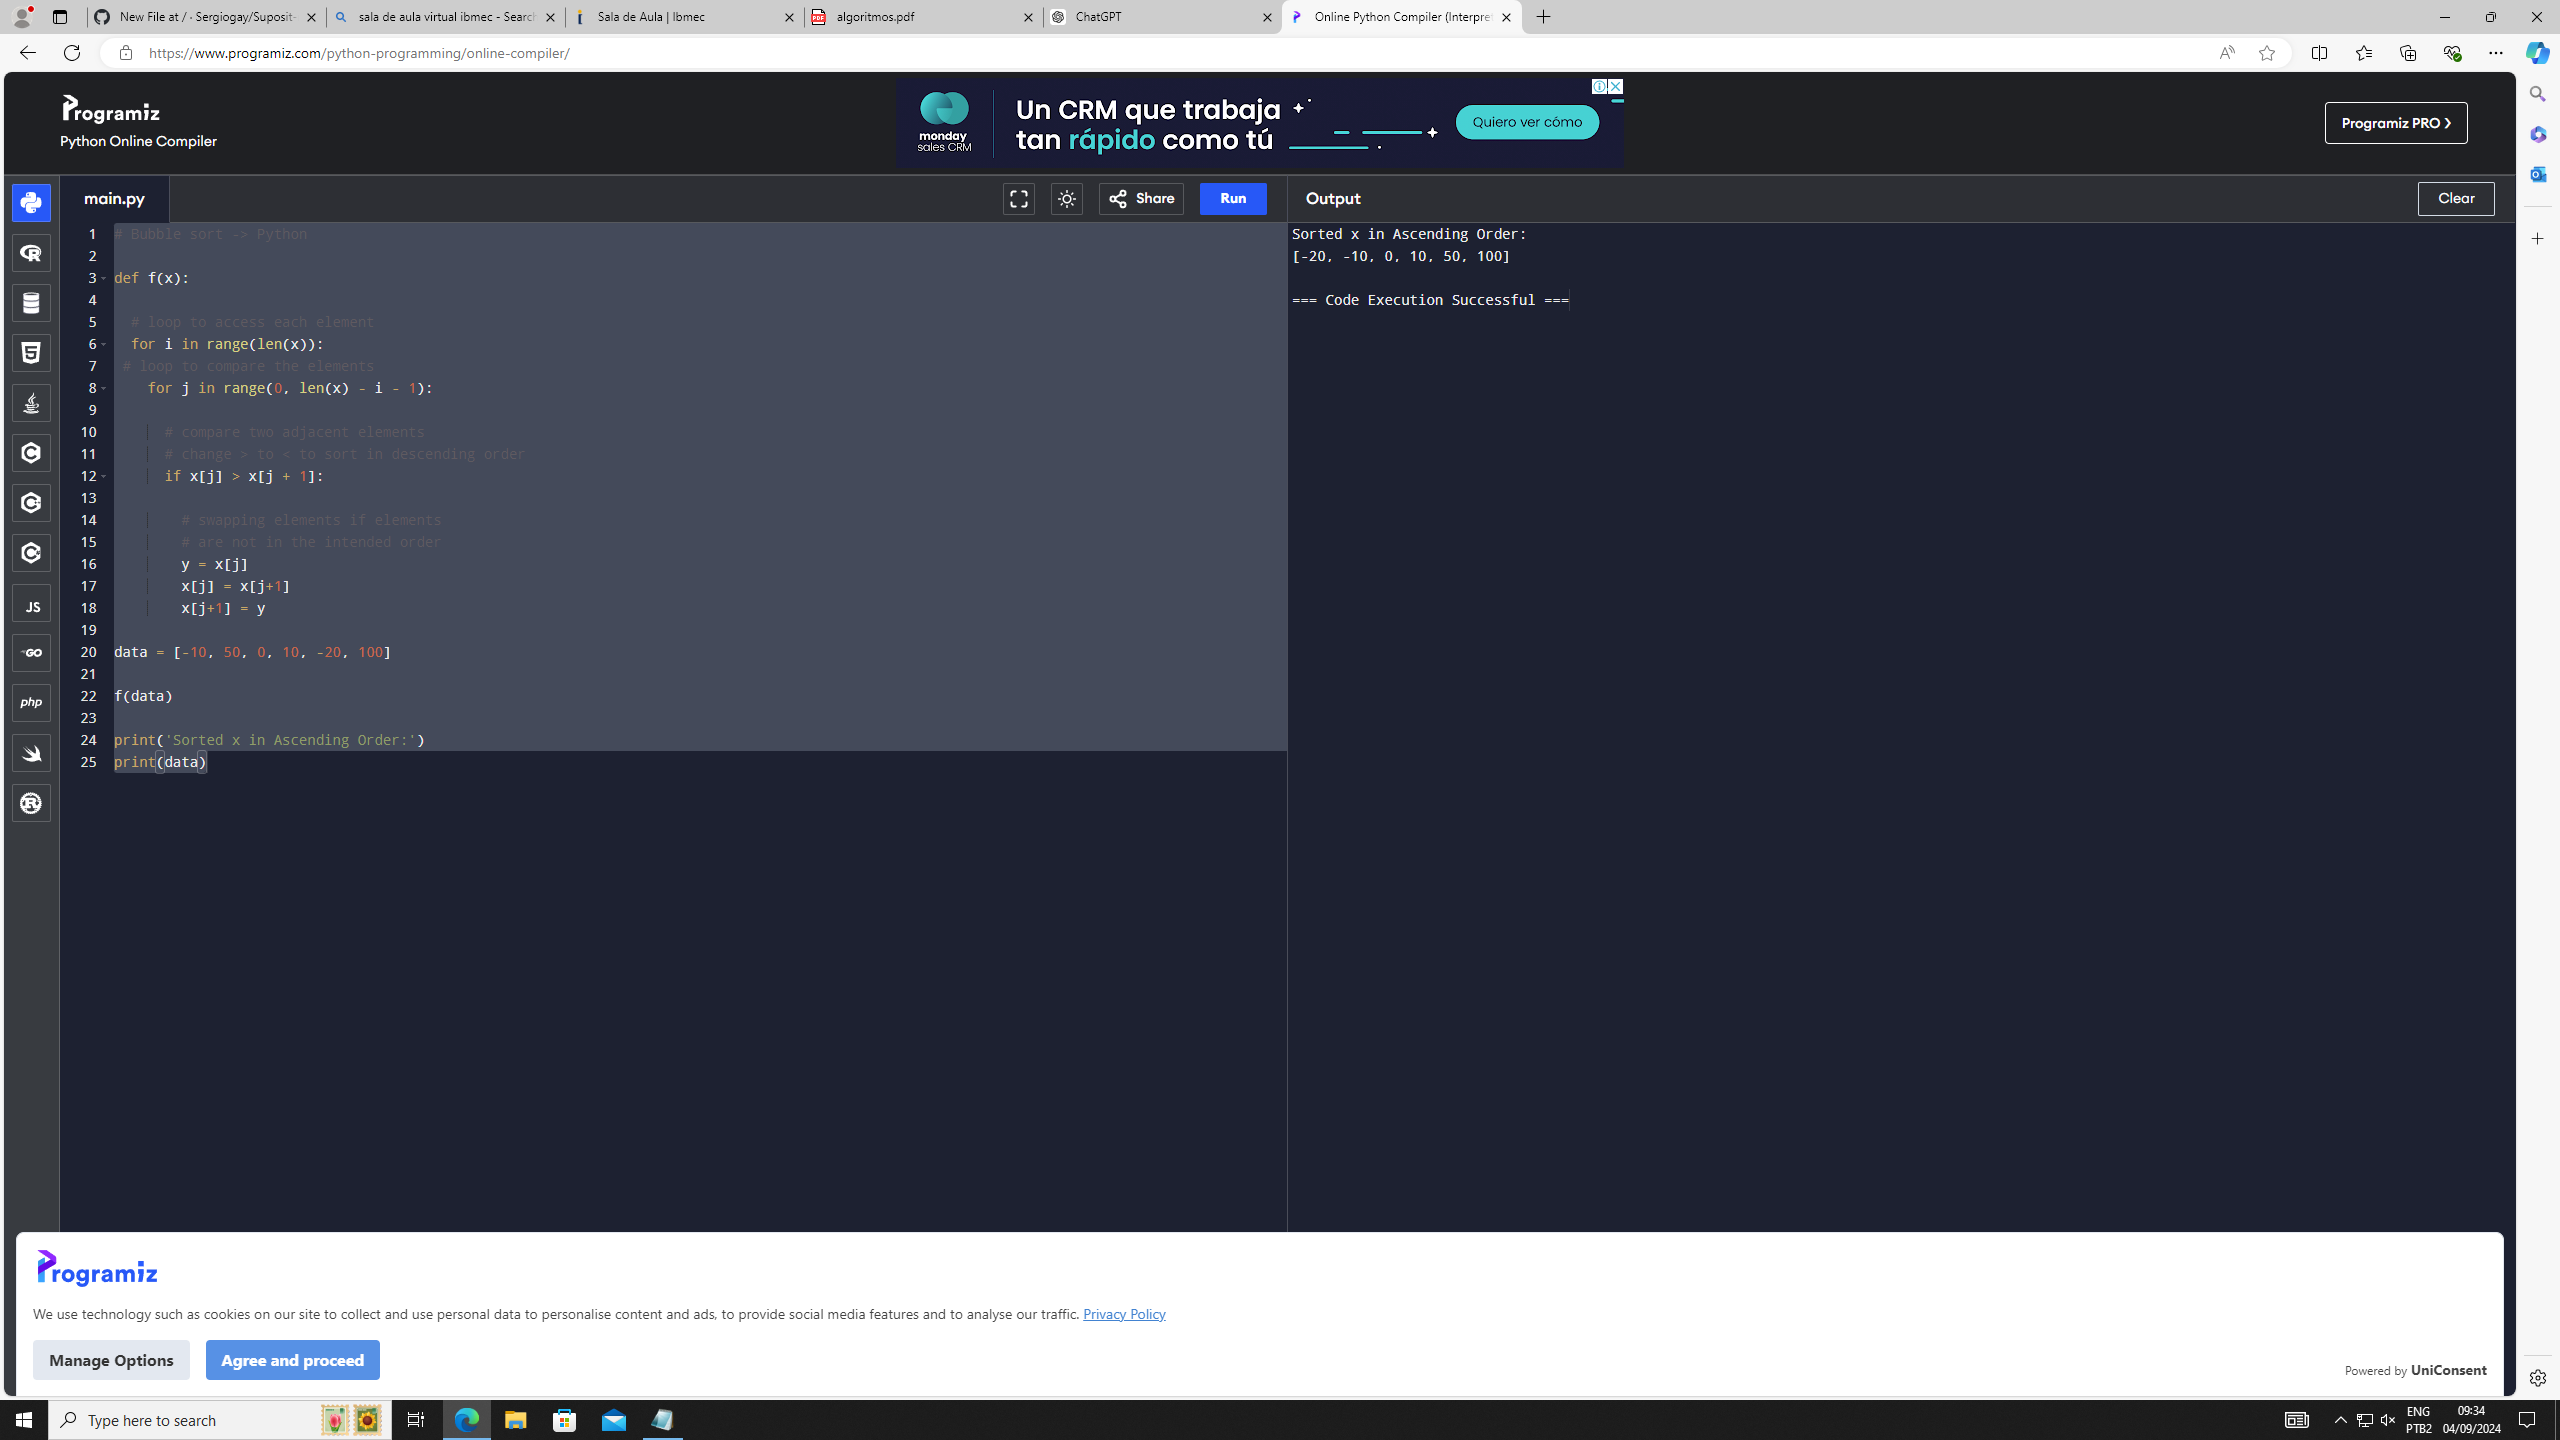 New File at / · Sergiogay/Suposit-
sala de aula virtual ibmec - Search
Sala de Aula | Ibmec
algoritmos.pdf
ChatGPT
Online Python Compiler (Interpret
https://www.programiz.com/python-programming/online-compiler/
Programiz
Python Online Compiler
monday
sales CRM
Un CRM que trabaja
tan rápido como tú
Quiero ver cómo
Programiz PRO ❯
main.py
Share
Run
Output
Clear
1 # Bubble sort -> Python
2
3 def f(x):
4
5   # loop to access each element
6   for i in range(len(x)):
7  # loop to compare the elements
8     for j in range(0, len(x) - i - 1):
9
10       # compare two adjacent elements
11       # change > to < to sort in descending order
12       if x[j] > x[j + 1]:
13
14         # swapping elements if elements
15         # are not in the intended order
16         y = x[j]
17         x[j] = x[j+1]
18         x[j+1] = y
19
20 data = [-10, 50, 0, 10, -20, 100]
21
22 f(data)
23
24 print('Sorted x in Ascending Order:')
25 print(data)
Sorted x in Ascending Order:
[-20, -10, 0, 10, 50, 100]
=== Code Execution Successful ===
JS
GO
php
Programiz
We use technology such as cookies on our site to collect and use personal data to personalise content and ads, to provide social media features and to analyse our traffic. Privacy Policy
Manage Options
Agree and proceed
Powered by UniConsent
Type here to search
ENG
PTB2
09:34
04/09/2024